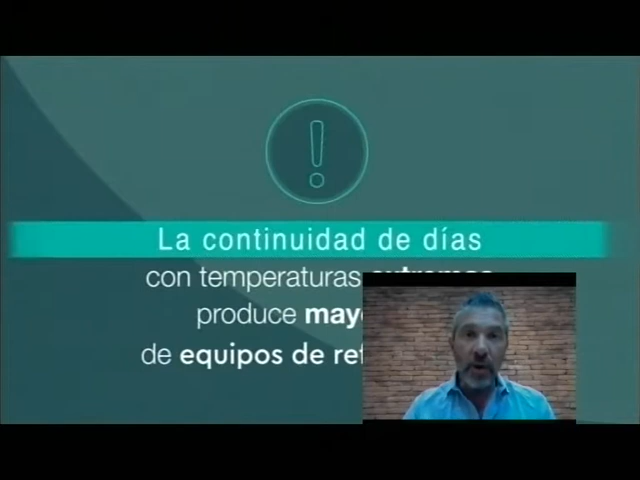 La continuidad de días
con temperaturas
produce
de equipos de